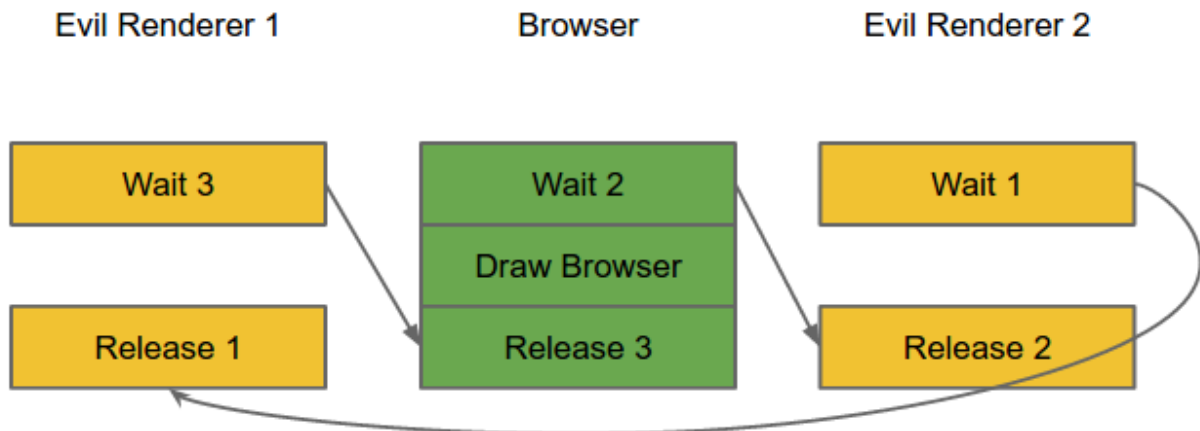 Evil Renderer 1
Browser
Evil Renderer 2
Wait 3
Wait 2
Wait 1
Draw Browser
Release 1
Release 3
Release 2